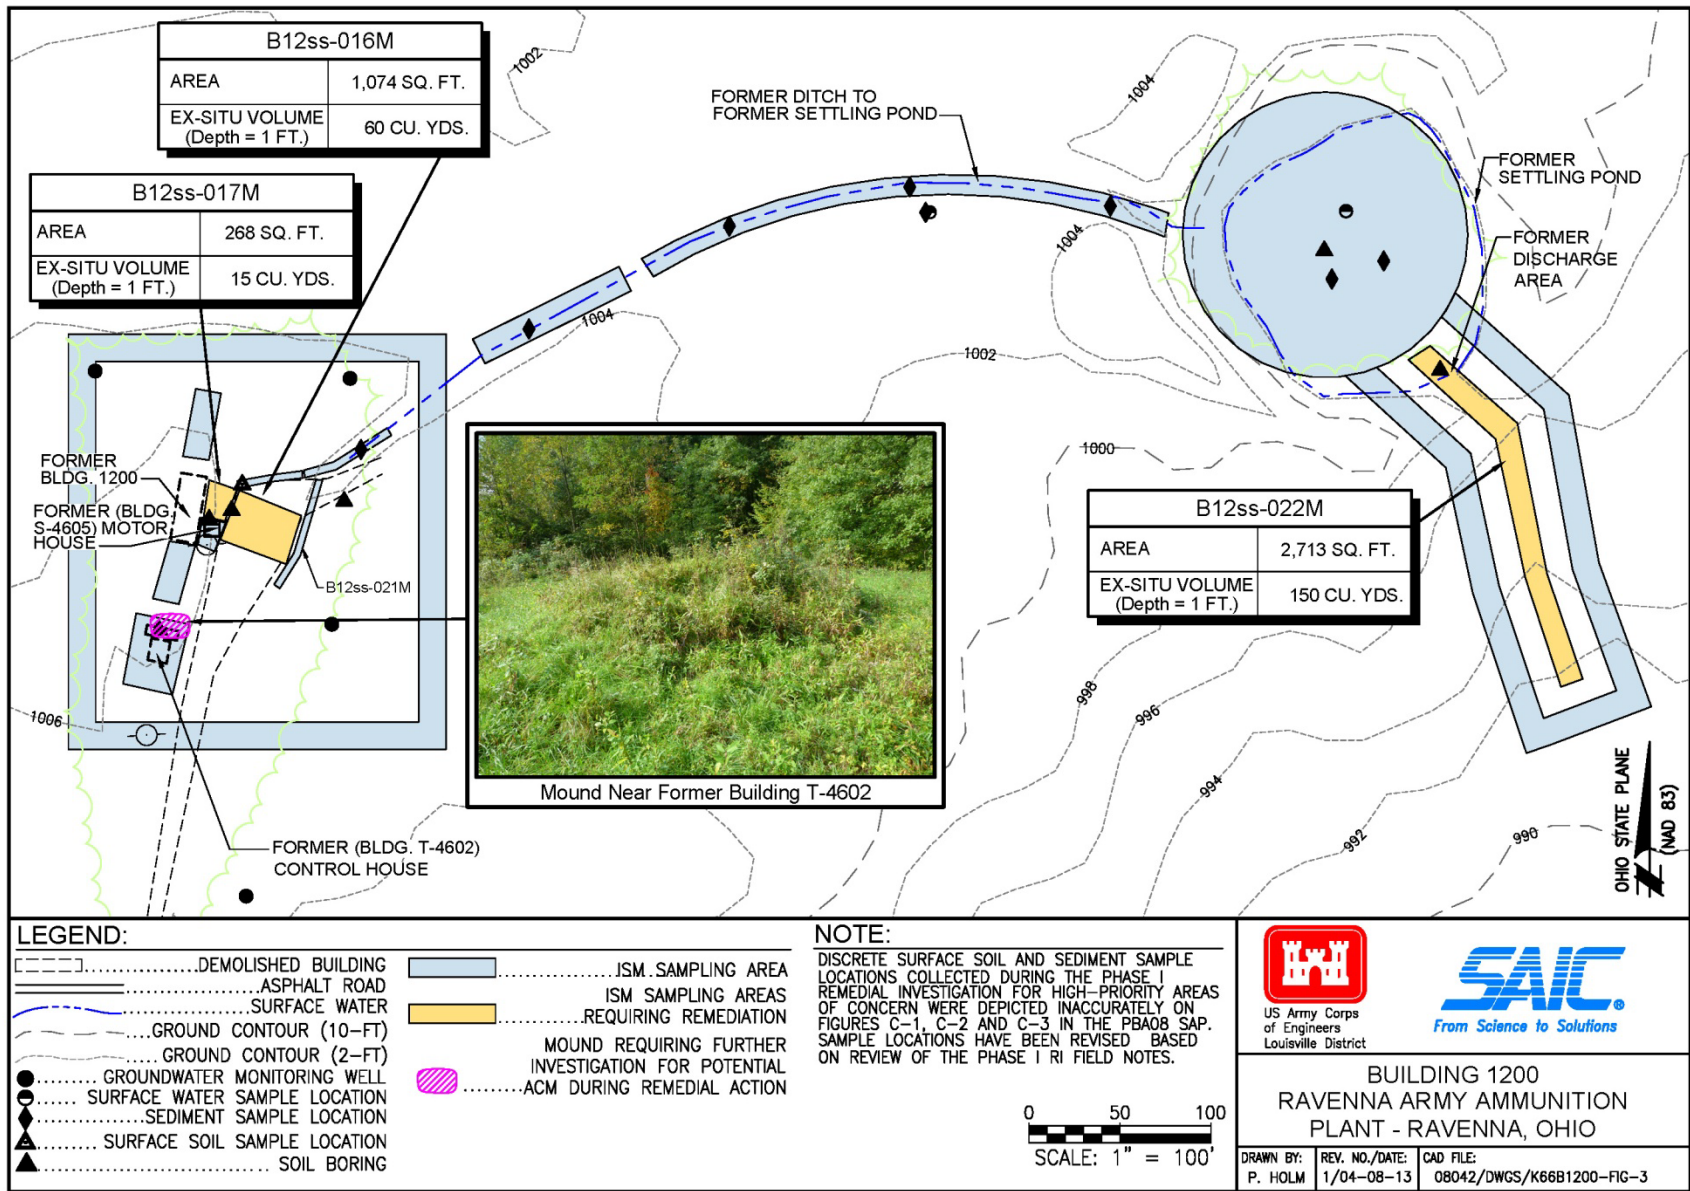 B12ss-016M
AREA 1,074 SQ. FT.
EX-SITU VOLUME
(Depth = 1 FT.) 60 CU. YDS.
B12ss-017M
AREA 268 SQ. FT.
EX-SITU VOLUME
(Depth = 1 FT.) 15 CU. YDS.
1002
FORMER DITCH TO
FORMER SETTLING POND
1004
FORMER
SETTLING POND
FORMER
DISCHARGE
AREA
1004
1004
1002
1000
FORMER
BLDG. 1200
FORMER (BLDG.
S-4605) MOTOR
HOUSE
B12ss-021M
B12ss-022M
AREA 2,713 SQ. FT.
EX-SITU VOLUME
(Depth = 1 FT.) 150 CU. YDS.
1006
998
996
994
992
990
Mound Near Former Building T-4602
FORMER (BLDG. T-4602)
CONTROL HOUSE
OHIO STATE PLANE
(NAD 83)
LEGEND:
DEMOLISHED BUILDING
ASPHALT ROAD
SURFACE WATER
GROUND CONTOUR (10-FT)
GROUND CONTOUR (2-FT)
GROUNDWATER MONITORING WELL
SURFACE WATER SAMPLE LOCATION
SEDIMENT SAMPLE LOCATION
SURFACE SOIL SAMPLE LOCATION
SOIL BORING
ISM SAMPLING AREA
ISM SAMPLING AREAS
REQUIRING REMEDIATION
MOUND REQUIRING FURTHER
INVESTIGATION FOR POTENTIAL
ACM DURING REMEDIAL ACTION
NOTE:
DISCRETE SURFACE SOIL AND SEDIMENT SAMPLE
LOCATIONS COLLECTED DURING THE PHASE I
REMEDIAL INVESTIGATION FOR HIGH-PRIORITY AREAS
OF CONCERN WERE DEPICTED INACCURATELY ON
FIGURES C-1, C-2 AND C-3 IN THE PBA08 SAP.
SAMPLE LOCATIONS HAVE BEEN REVISED BASED
ON REVIEW OF THE PHASE I RI FIELD NOTES.
0 50 100
SCALE: 1" = 100'
US Army Corps
of Engineers
Louisville District
SAIC®
From Science to Solutions
BUILDING 1200
RAVENNA ARMY AMMUNITION
PLANT - RAVENNA, OHIO
DRAWN BY: REV. NO./DATE: CAD FILE:
P. HOLM 1/04-08-13 08042/DWGS/K66B1200-FIG-3